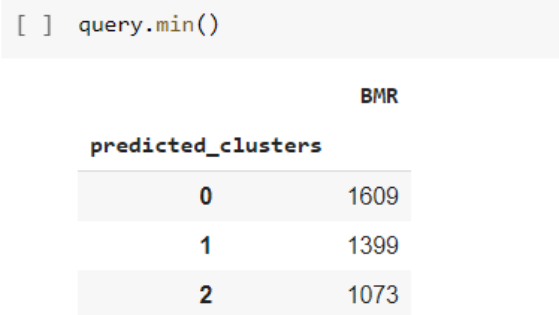 [ ] query.min()
BMR
predicted_clusters
0 1609
1 1399
2 1073